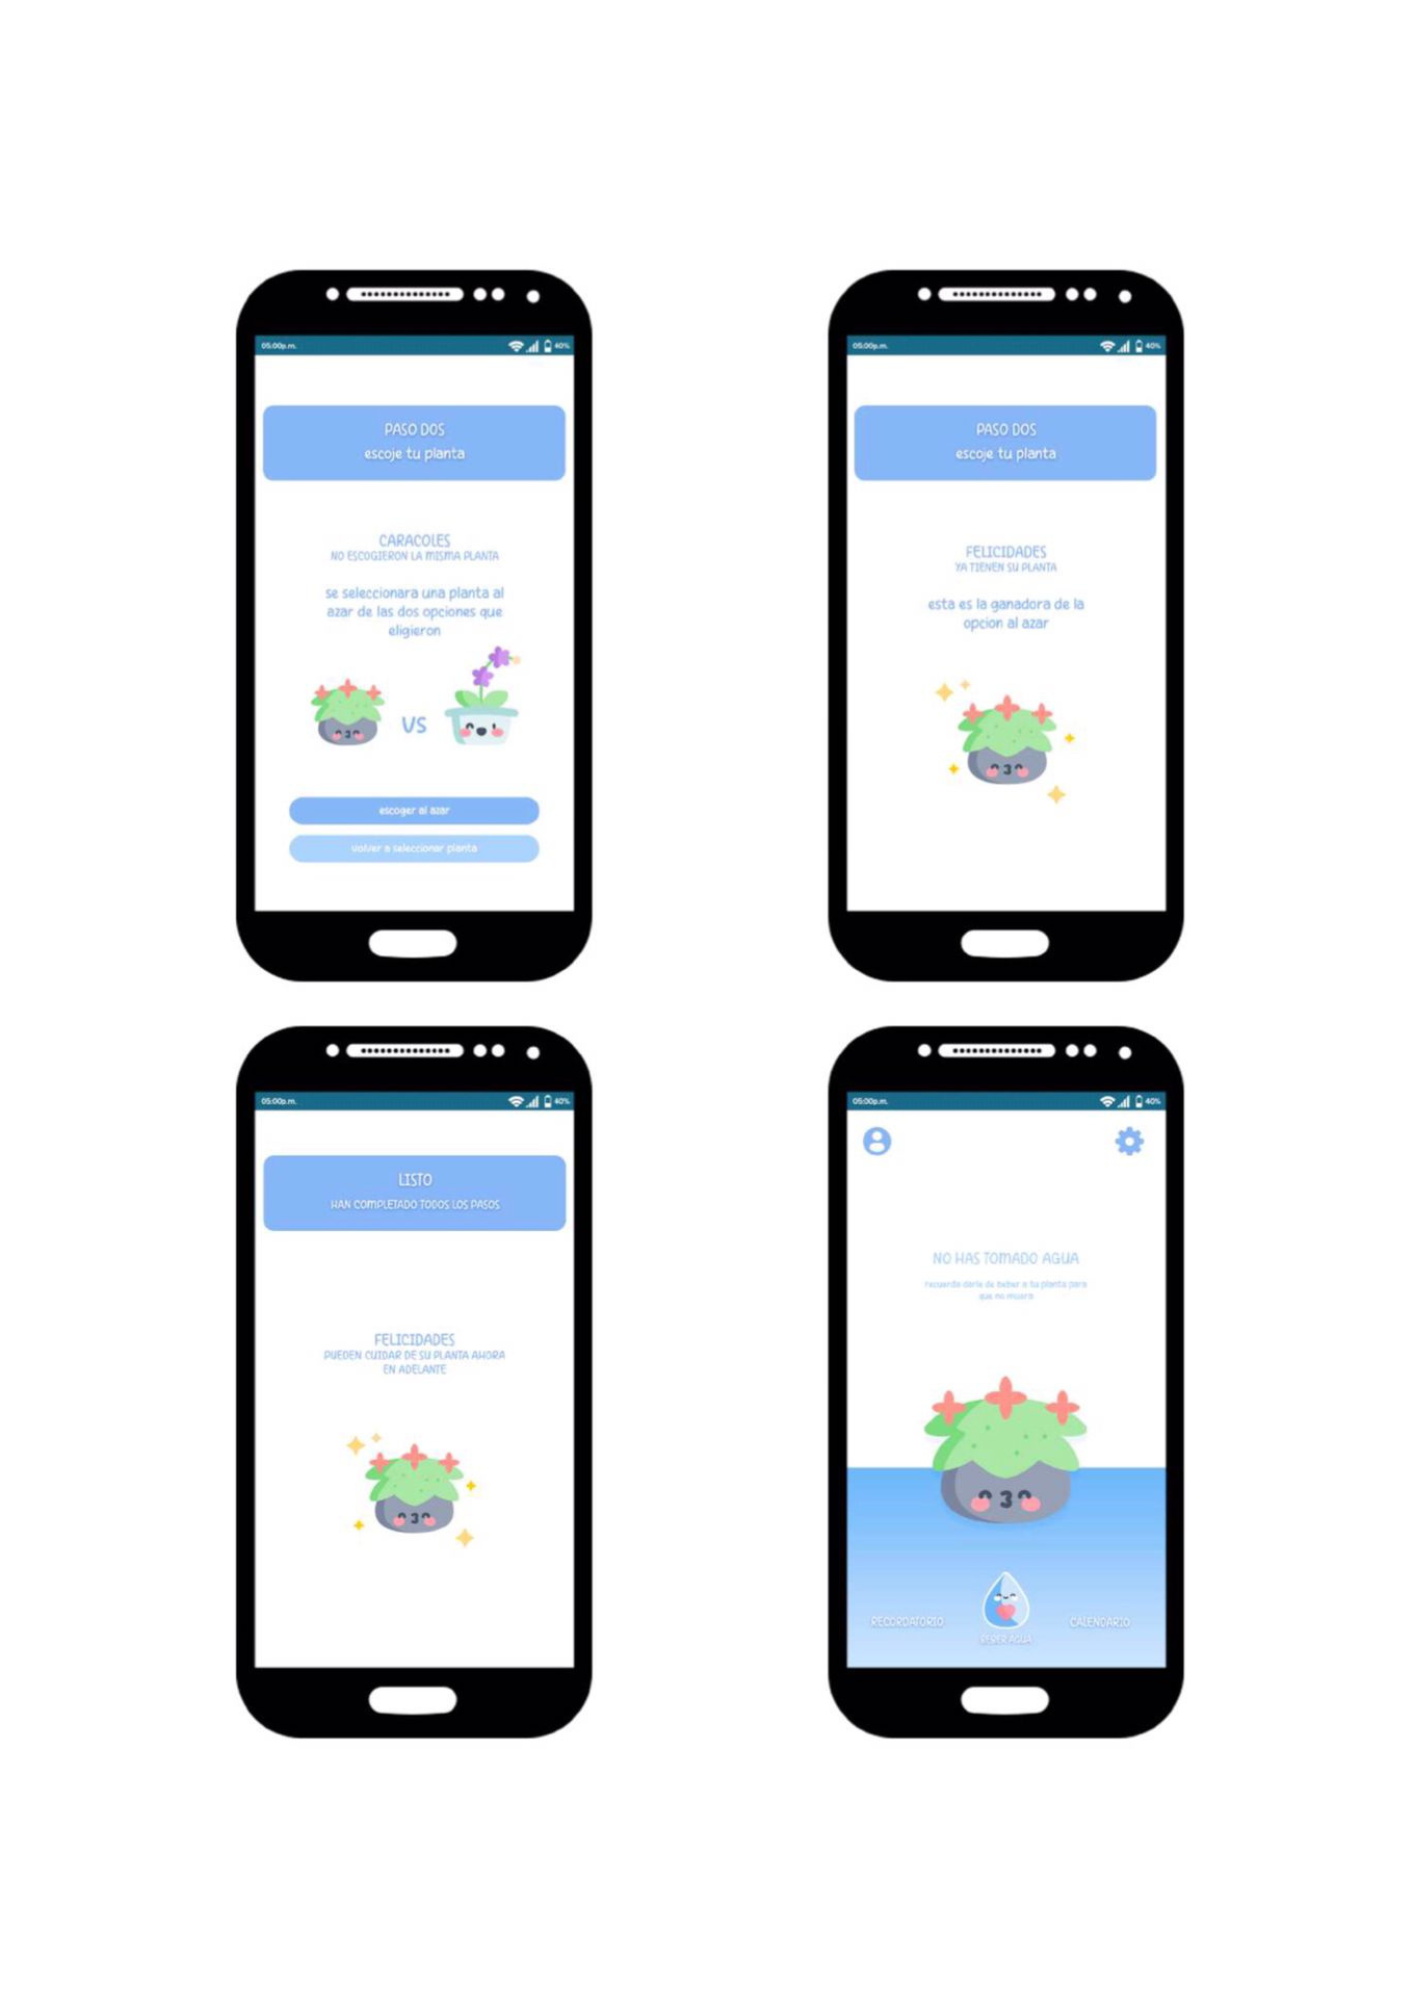 05:00p.m.
40%
PASO DOS
escoje tu planta
CARACOLES
NO ESCOGIERON LA MISMA PLANTA
se seleccionara una planta al
azar de las dos opciones que
eligieron
VS
escoger al azar
volver a seleccionar planta
05:00p.m.
40%
PASO DOS
escoje tu planta
FELICIDADES
YA TIENEN SU PLANTA
esta es la ganadora de la
opcion al azar
05:00p.m.
40%
LISTO
HAN COMPLETADO TODOS LOS PASOS
FELICIDADES
PUEDEN CUIDAR DE SU PLANTA AHORA
EN ADELANTE
05:00p.m.
40%
NO HAS TOMADO AGUA
recuerda darle de beber a tu planta para
que no muera
RECORDATORIO
BEBER AGUA
CALENDARIO